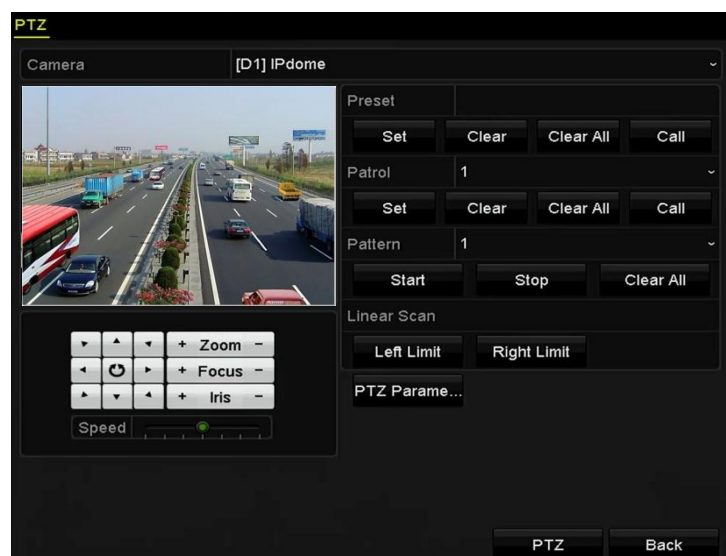 PTZ
Camera [D1] IPdome
Preset
Set Clear Clear All Call
Patrol 1
Set Clear Clear All Call
Pattern 1
Start Stop Clear All
Linear Scan
Left Limit Right Limit
PTZ Parame...
+ Zoom -
+ Focus -
+ Iris -
Speed
PTZ Back